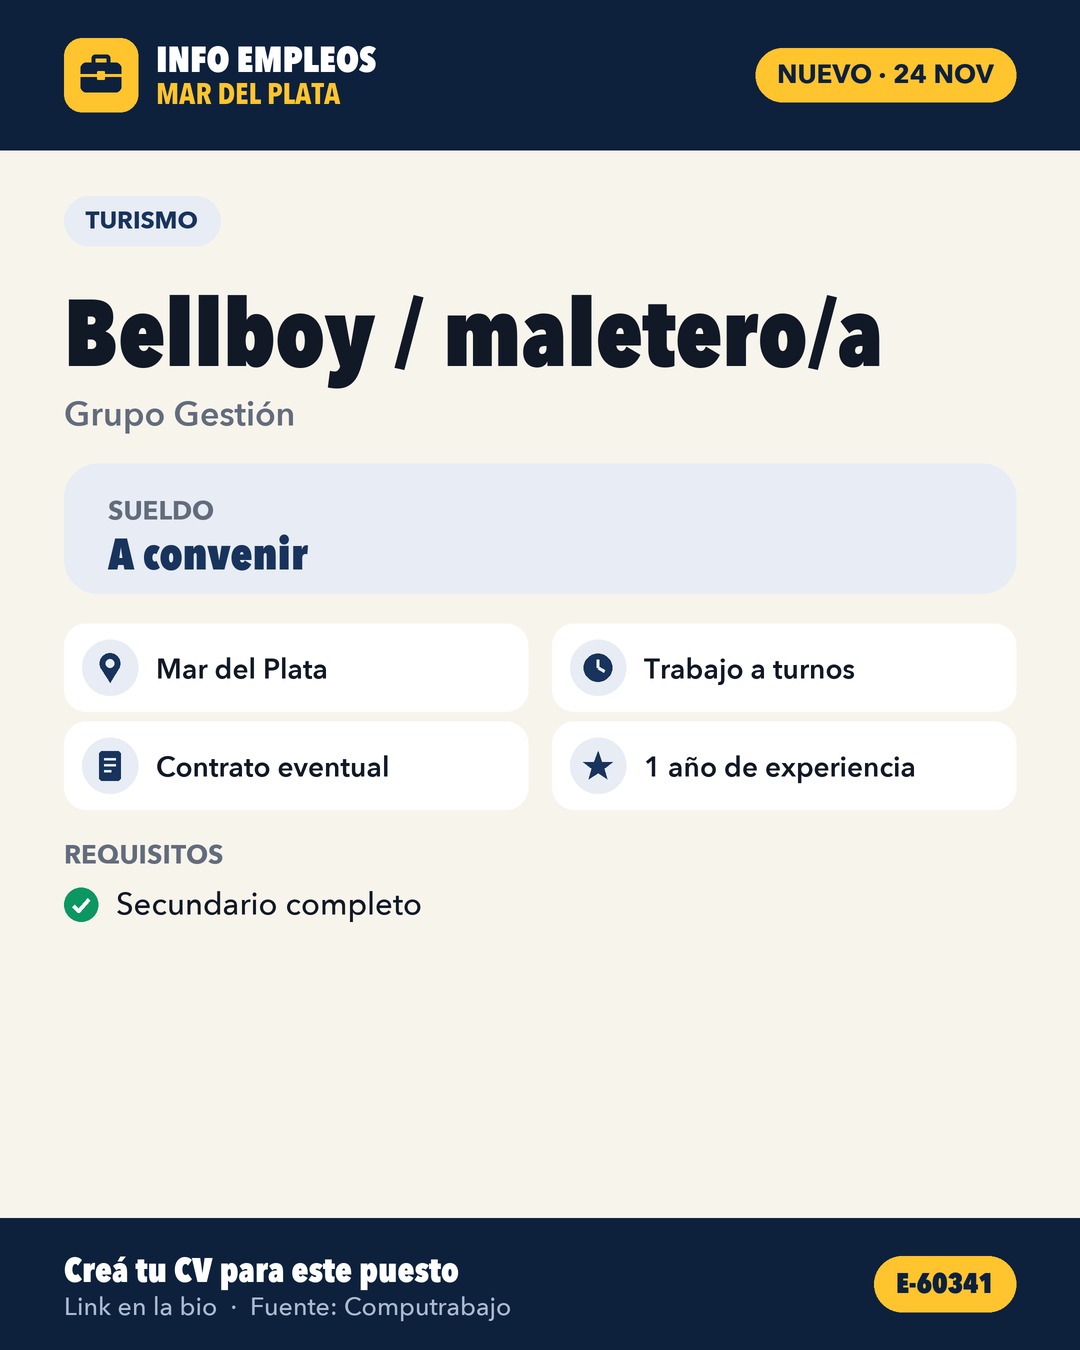 INFO EMPLEOS
MAR DEL PLATA
NUEVO · 24 NOV
TURISMO
Bellboy / maletero/a
Grupo Gestión
SUELDO
A convenir
Mar del Plata
Trabajo a turnos
Contrato eventual
1 año de experiencia
REQUISITOS
Secundario completo
Creá tu CV para este puesto
Link en la bio · Fuente: Computrabajo
E-60341